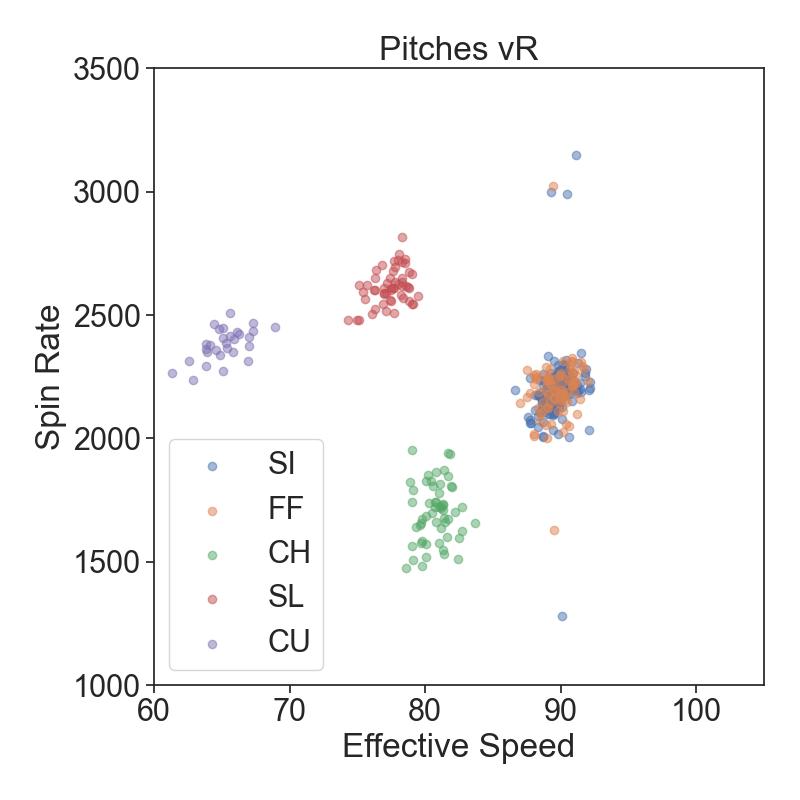 Pitches vR
3500
3000
2500
2000
1500
1000
Spin Rate
SI
FF
CH
SL
CU
60 70 80 90 100
Effective Speed